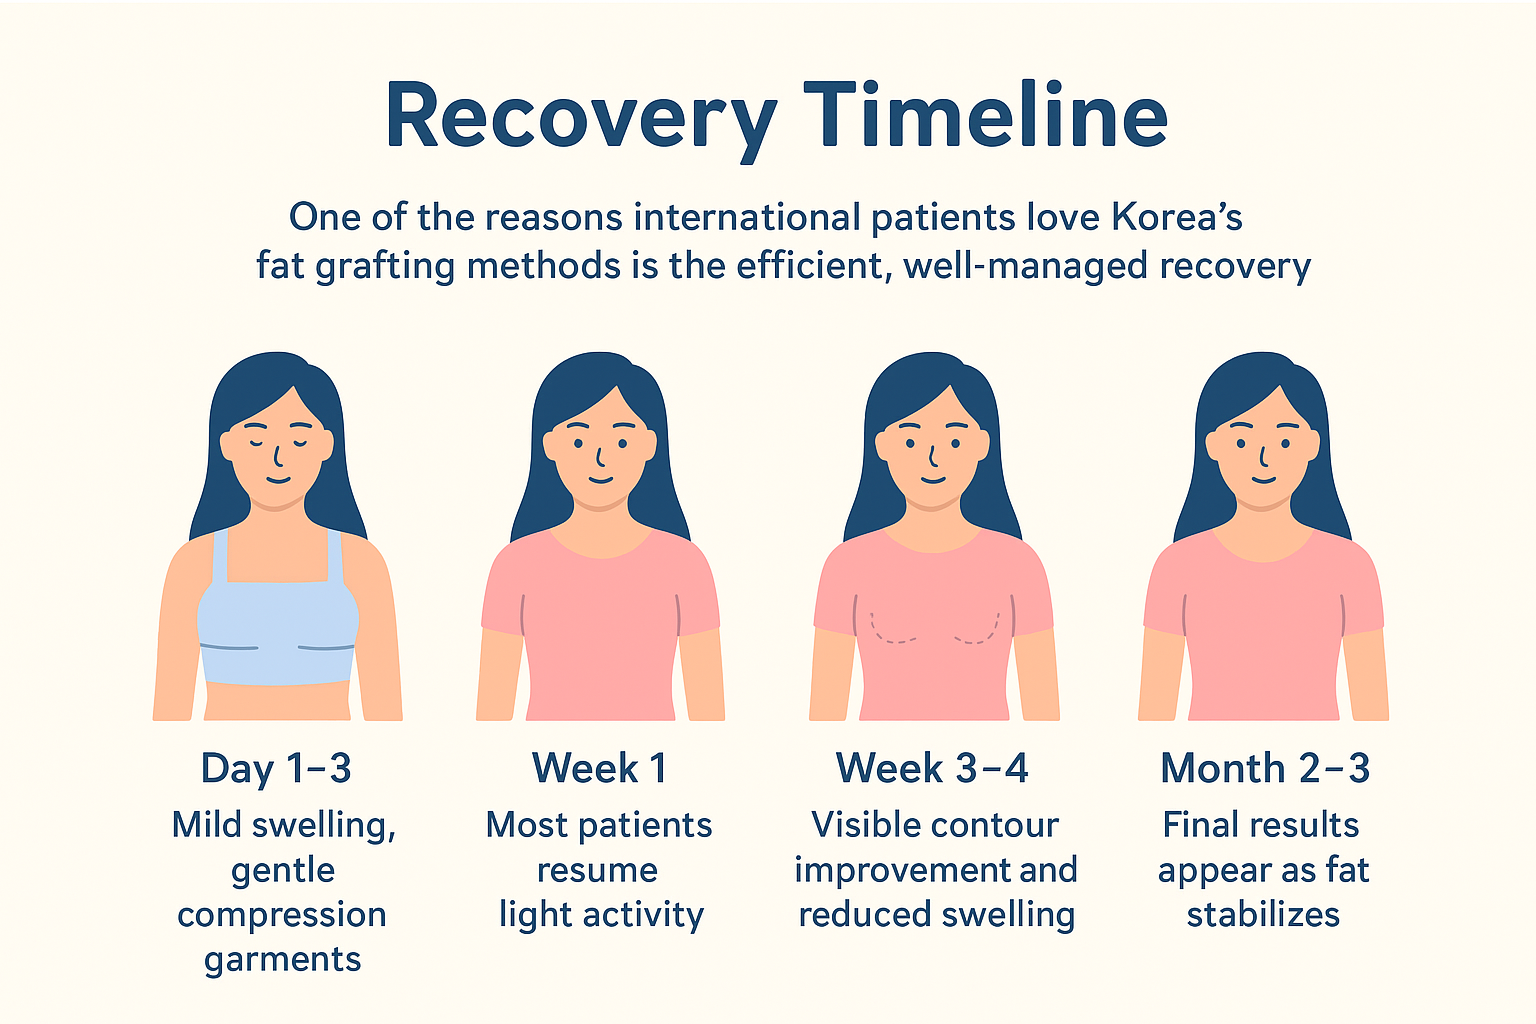 Recovery Timeline
One of the reasons international patients love Korea’s
fat grafting methods is the efficient, well-managed recovery
Day 1–3
Mild swelling,
gentle
compression
garments
Week 1
Most patients
resume
light activity
Week 3–4
Visible contour
improvement and
reduced swelling
Month 2–3
Final results
appear as fat
stabilizes